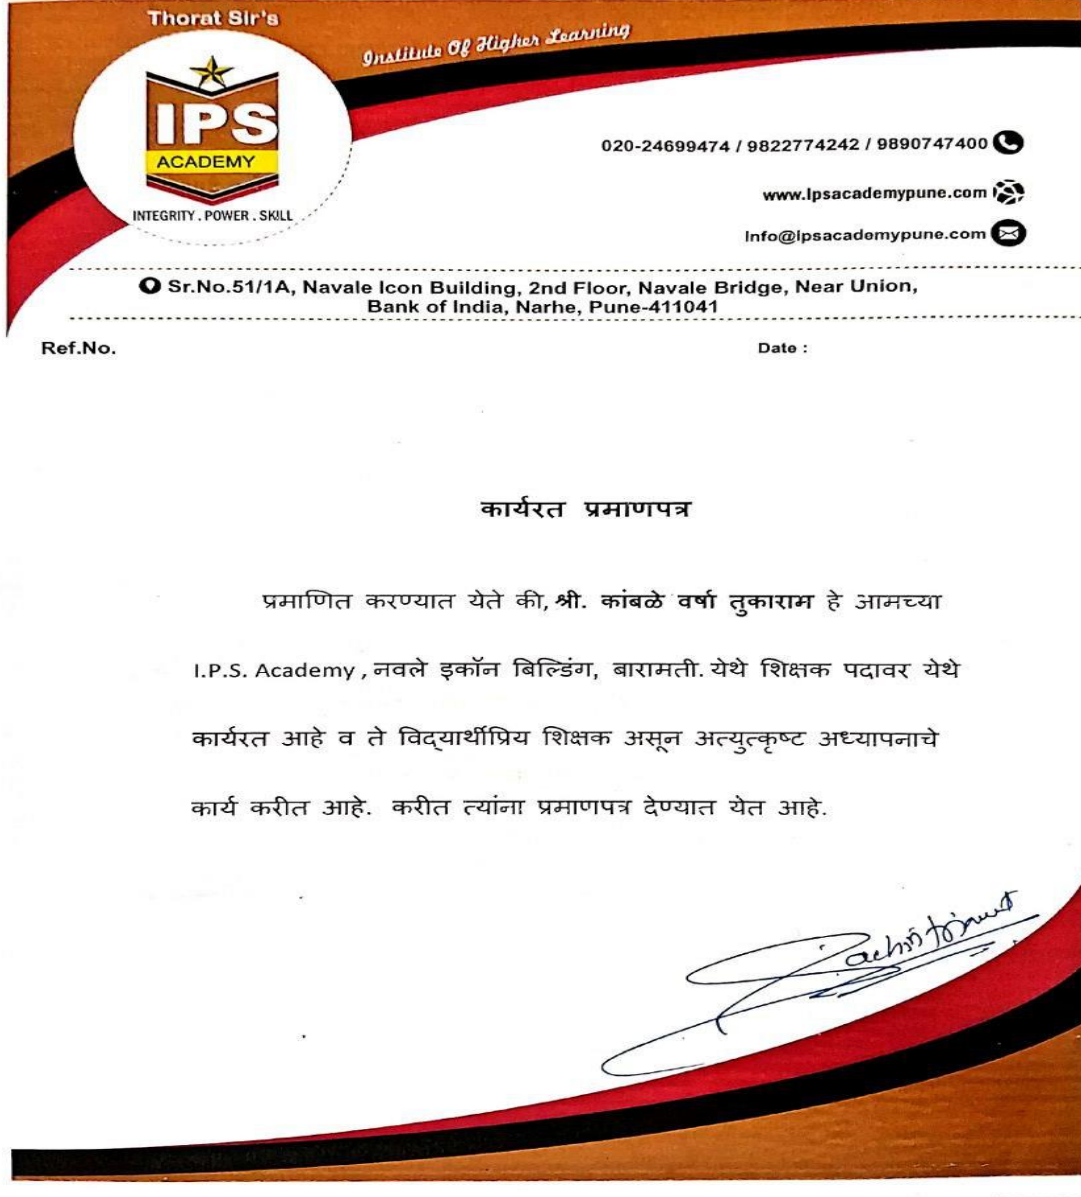 Thorat Sir's
Institute Of Higher Learning
IPS
ACADEMY
INTEGRITY . POWER . SKILL
020-24699474 / 9822774242 / 9890747400
www.Ipsacademypune.com
Info@ipsacademypune.com
Sr.No.51/1A, Navale Icon Building, 2nd Floor, Navale Bridge, Near Union,
Bank of India, Narhe, Pune-411041
Ref.No. Date :
कार्यरत प्रमाणपत्र
प्रमाणित करण्यात येते की, श्री. कांबळे वर्षा तुकाराम हे आमच्या
I.P.S. Academy , नवले इकॉन बिल्डिंग, बारामती. येथे शिक्षक पदावर येथे
कार्यरत आहे व ते विद्यार्थीप्रिय शिक्षक असून अत्युत्कृष्ट अध्यापनाचे
कार्य करीत आहे. करीत त्यांना प्रमाणपत्र देण्यात येत आहे.